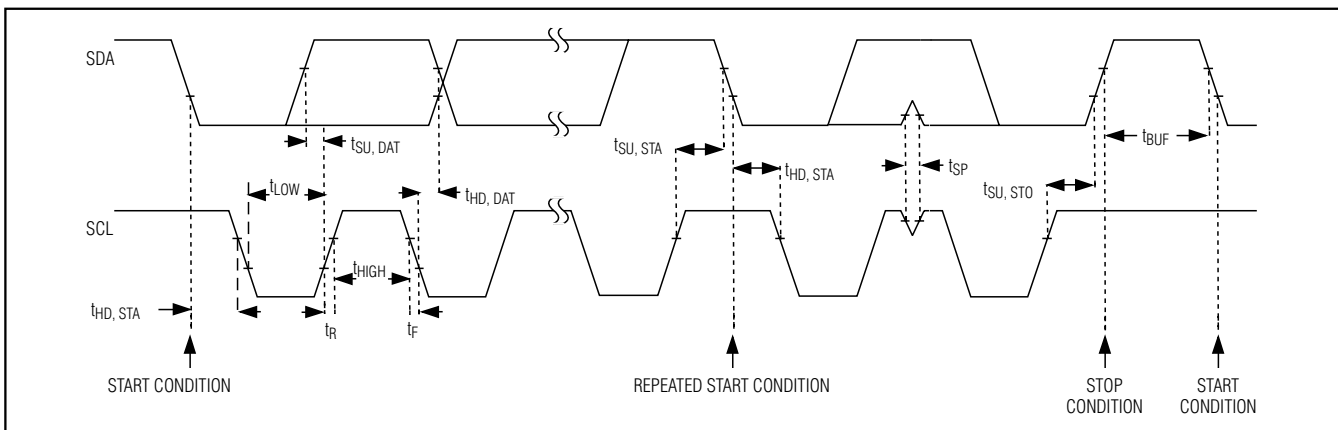 SDA
tSU, DAT
tSU, STA
tBUF
tHD, STA
tSP
tLOW
tHD, DAT
tSU, STO
SCL
tHIGH
tHD, STA
tR
tF
START CONDITION
REPEATED START CONDITION
STOP
CONDITION
START
CONDITION